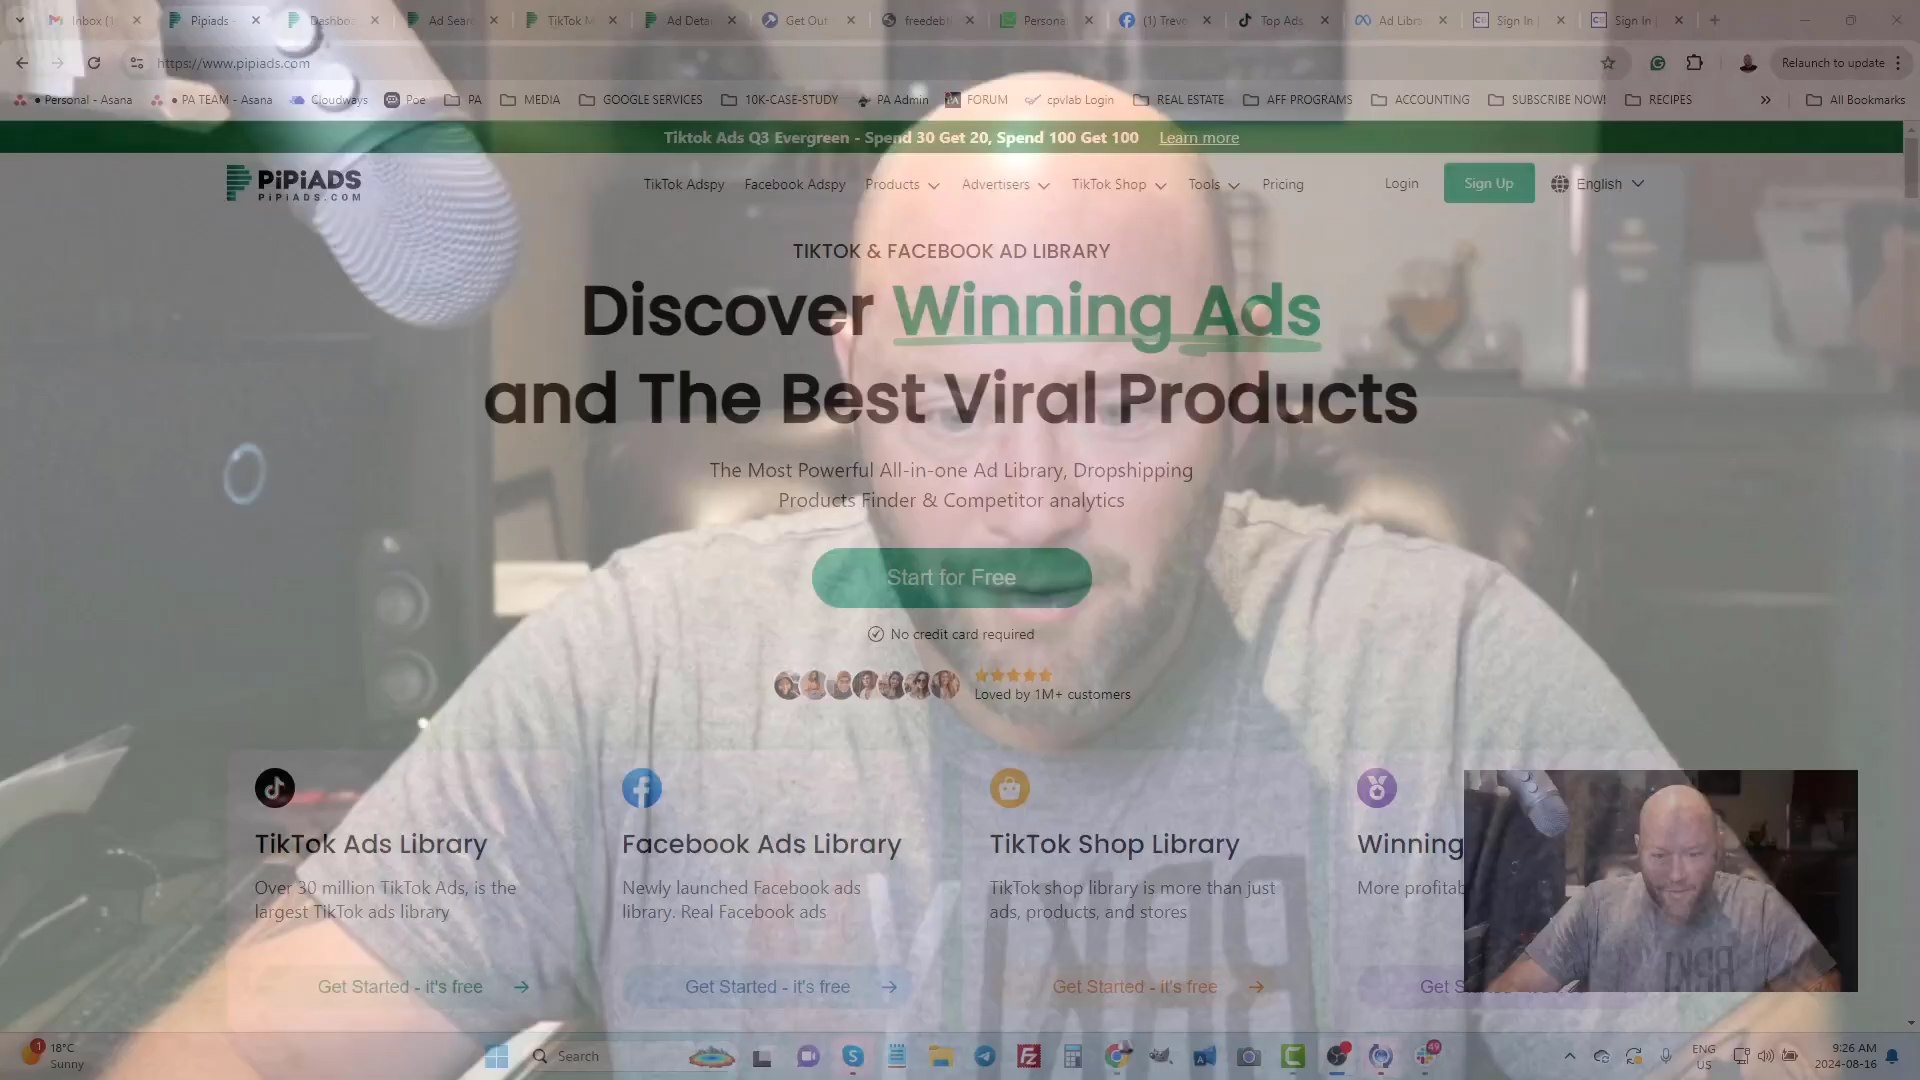 Inbox (1
Pipiads -
Dashboa
Ad Sear
TikTok M
Ad Detai
Get Out
freedebt
Persona
(1) Trevo
Top Ads
Ad Libra
Sign In
Sign In
https://www.pipiads.com
Relaunch to update
• Personal - Asana
• PA TEAM - Asana
Cloudways
Poe
PA
MEDIA
GOOGLE SERVICES
10K-CASE-STUDY
PA Admin
FORUM
cpvlab Login
REAL ESTATE
AFF PROGRAMS
ACCOUNTING
SUBSCRIBE NOW!
RECIPES
All Bookmarks
Tiktok Ads Q3 Evergreen - Spend 30 Get 20, Spend 100 Get 100 Learn more
PiPiADS
PIPIADS.COM
TikTok Adspy
Facebook Adspy
Products
Advertisers
TikTok Shop
Tools
Pricing
Login
Sign Up
English
TIKTOK & FACEBOOK AD LIBRARY
Discover Winning Ads
and The Best Viral Products
The Most Powerful All-in-one Ad Library, Dropshipping
Products Finder & Competitor analytics
Start for Free
No credit card required
Loved by 1M+ customers
TikTok Ads Library
Over 30 million TikTok Ads, is the
largest TikTok ads library
Get Started - it's free
Facebook Ads Library
Newly launched Facebook ads
library. Real Facebook ads
Get Started - it's free
TikTok Shop Library
TikTok shop library is more than just
ads, products, and stores
Get Started - it's free
Winning
More profitab
1
18°C
Sunny
Search
49
ENG
US
9:26 AM
2024-08-16